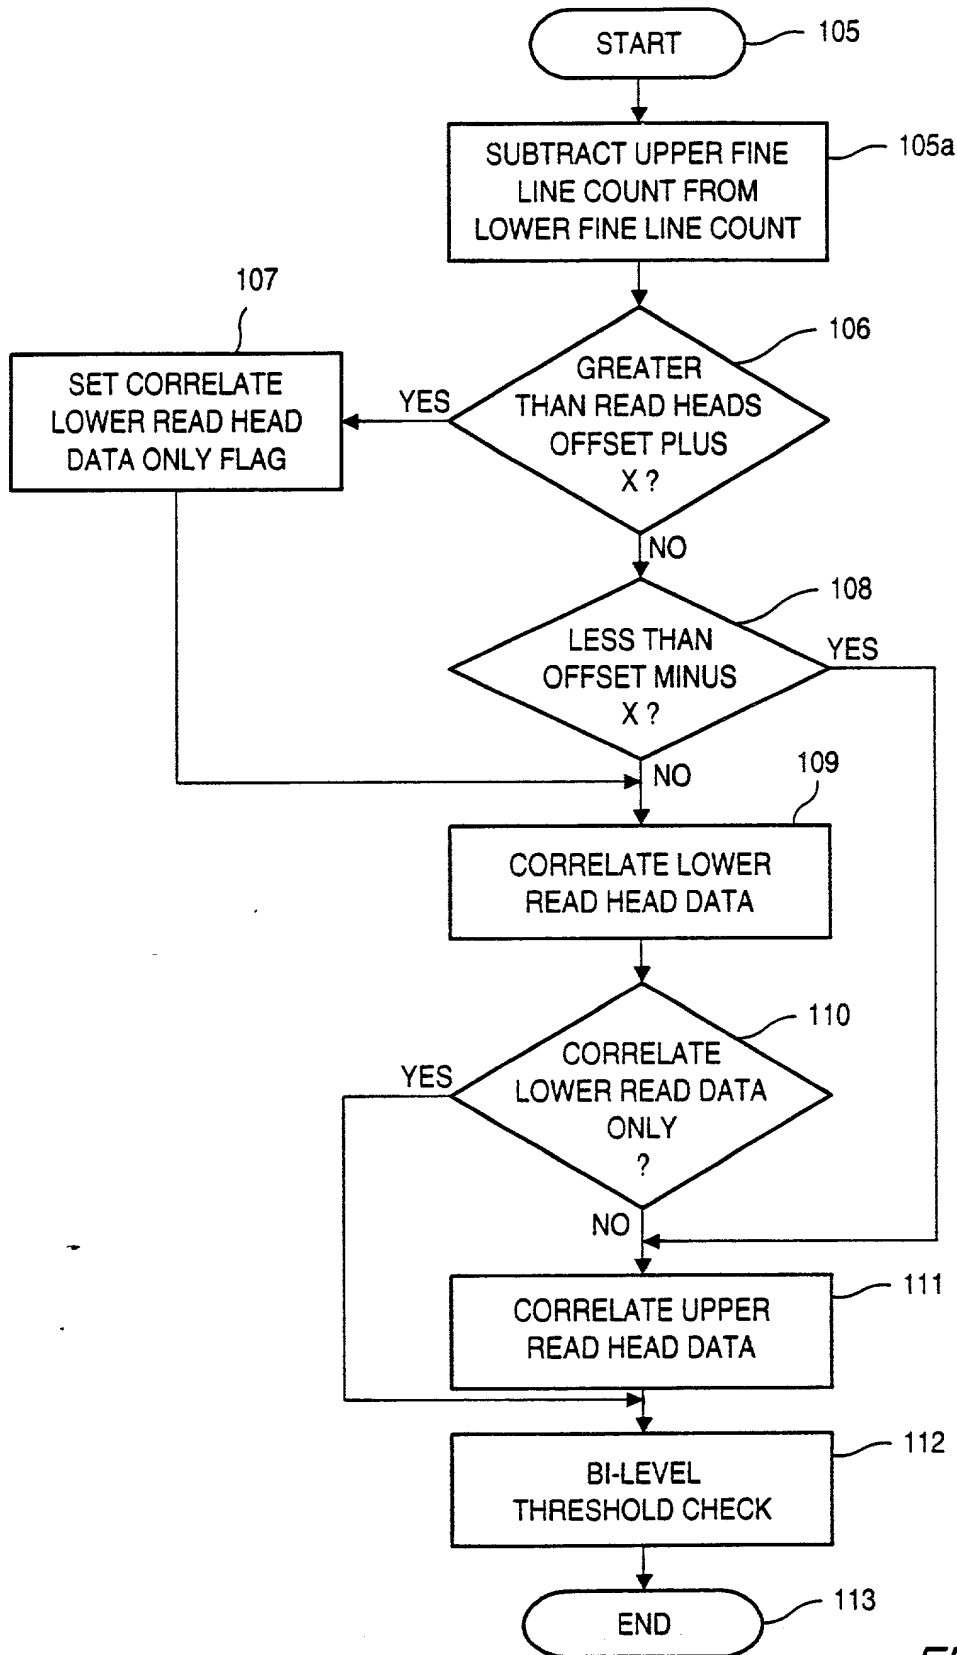 START
105
SUBTRACT UPPER FINE
LINE COUNT FROM
LOWER FINE LINE COUNT
105a
107
SET CORRELATE
LOWER READ HEAD
DATA ONLY FLAG
YES
GREATER
THAN READ HEADS
OFFSET PLUS
X ?
106
NO
LESS THAN
OFFSET MINUS
X ?
108
YES
NO
109
CORRELATE LOWER
READ HEAD DATA
110
YES
CORRELATE
LOWER READ DATA
ONLY
?
NO
CORRELATE UPPER
READ HEAD DATA
111
BI-LEVEL
THRESHOLD CHECK
112
END
113